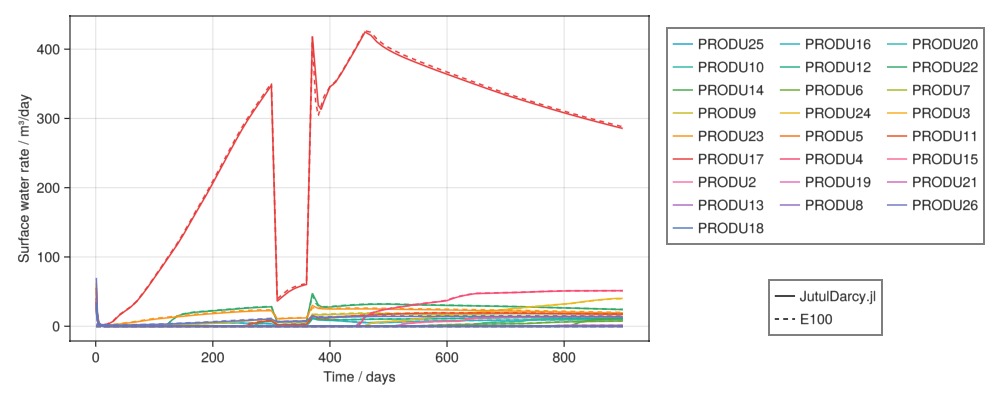 400
300
200
100
0
0 200 400 600 800
Time / days
Surface water rate / m³/day
PRODU25 PRODU16 PRODU20
PRODU10 PRODU12 PRODU22
PRODU14 PRODU6 PRODU7
PRODU9 PRODU24 PRODU3
PRODU23 PRODU5 PRODU11
PRODU17 PRODU4 PRODU15
PRODU2 PRODU19 PRODU21
PRODU13 PRODU8 PRODU26
PRODU18
JutulDarcy.jl
E100